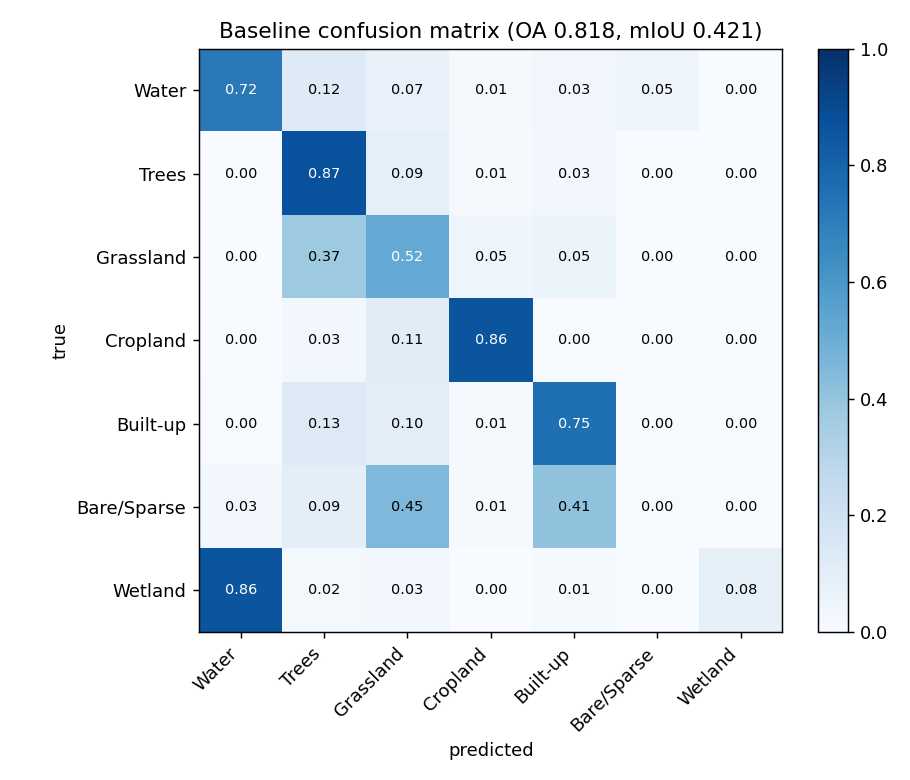 Baseline confusion matrix (OA 0.818, mIoU 0.421)
1.0
Water 0.72 0.12 0.07 0.01 0.03 0.05 0.00
0.8
Trees 0.00 0.87 0.09 0.01 0.03 0.00 0.00
Grassland 0.00 0.37 0.52 0.05 0.05 0.00 0.00
0.6
true
Cropland 0.00 0.03 0.11 0.86 0.00 0.00 0.00
0.4
Built-up 0.00 0.13 0.10 0.01 0.75 0.00 0.00
Bare/Sparse 0.03 0.09 0.45 0.01 0.41 0.00 0.00
0.2
Wetland 0.86 0.02 0.03 0.00 0.01 0.00 0.08
0.0
Water Trees Grassland Cropland Built-up Bare/Sparse Wetland
predicted